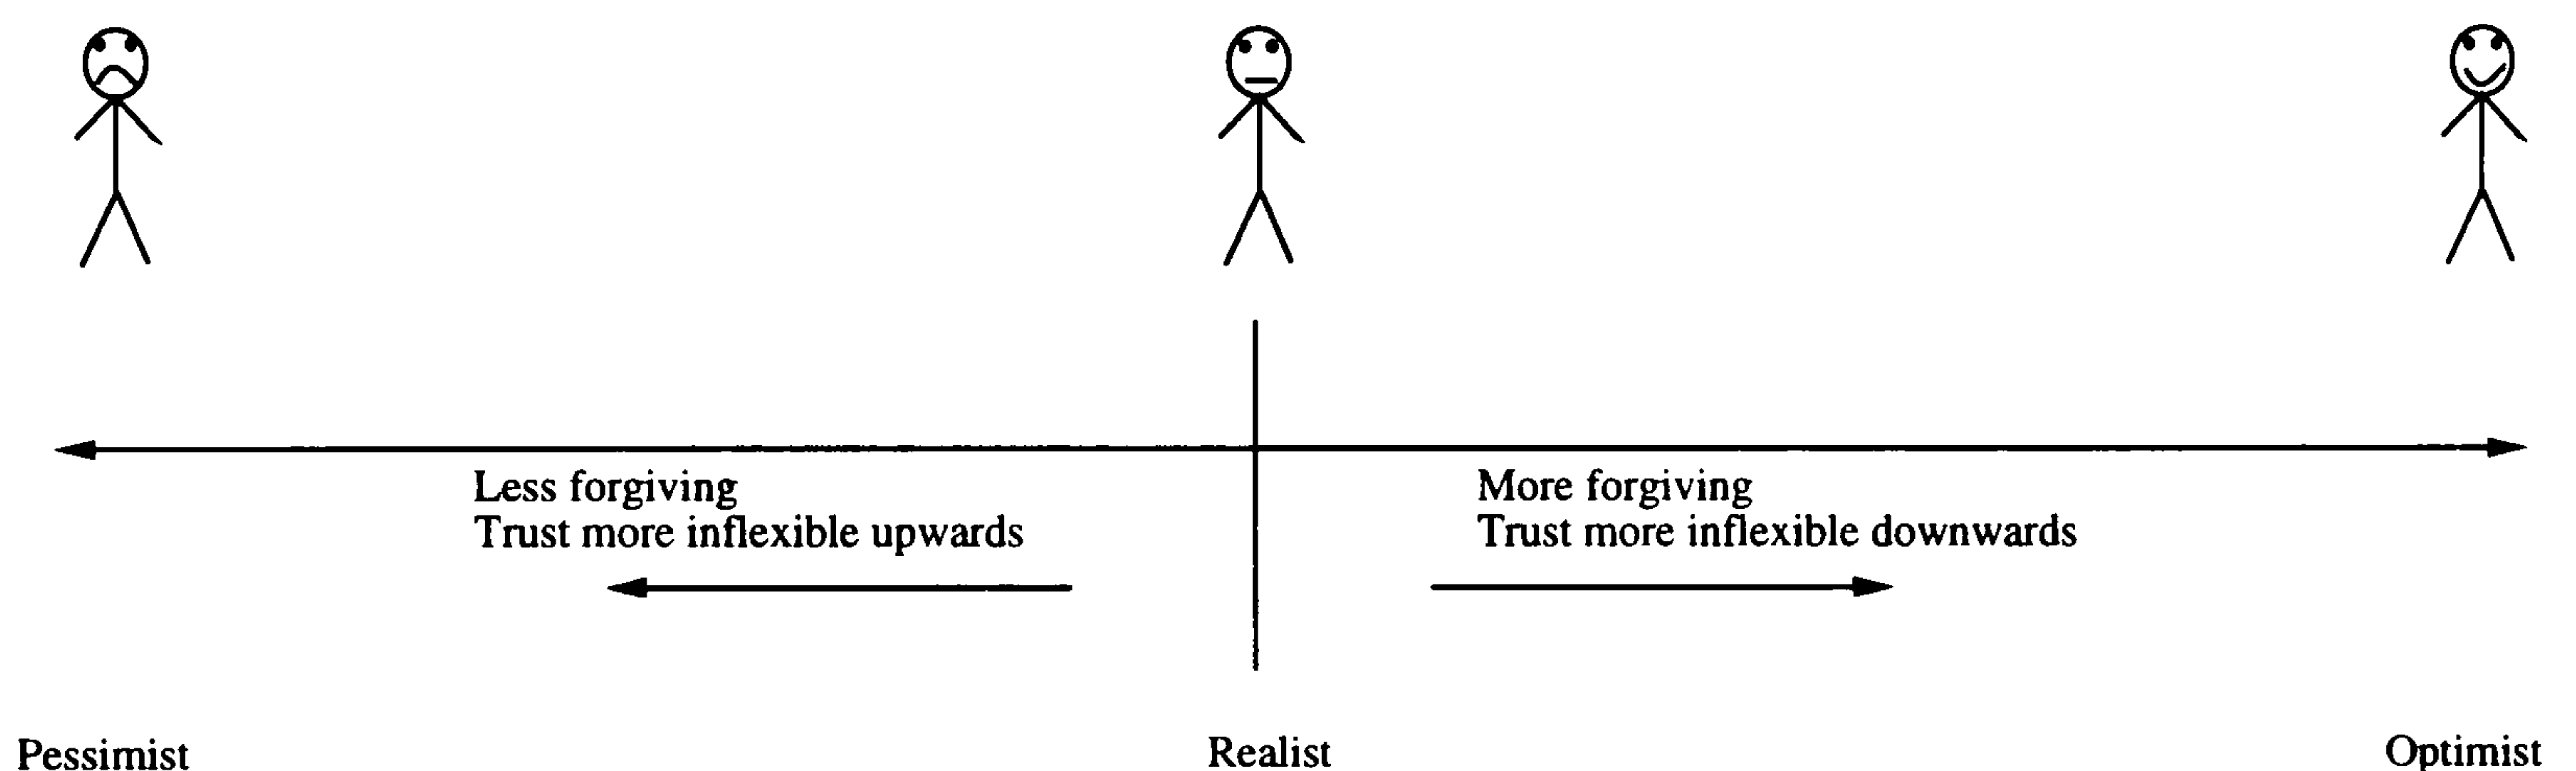 Less forgiving
Trust more inflexible upwards
More forgiving
Trust more inflexible downwards
Pessimist
Realist
Optimist